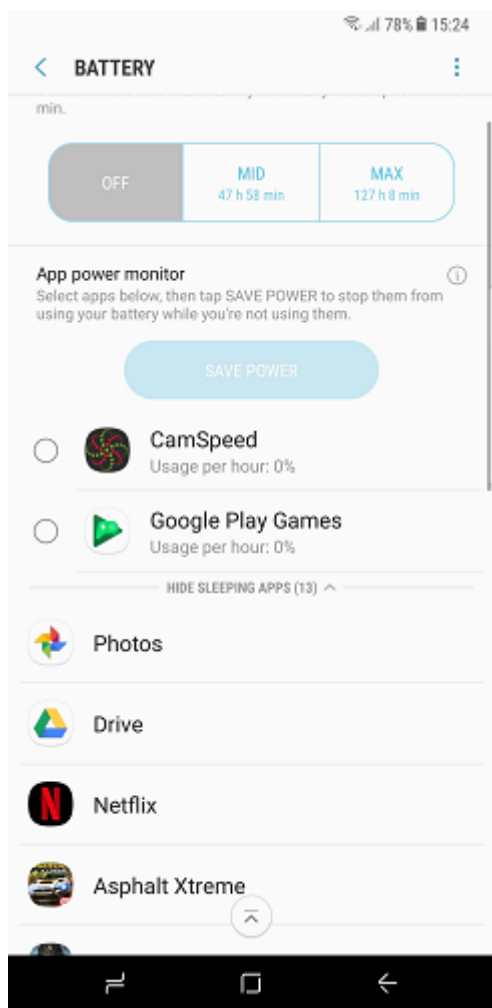 78% 15:24
BATTERY
min.
OFF
MID
47 h 58 min
MAX
127 h 8 min
App power monitor
Select apps below, then tap SAVE POWER to stop them from
using your battery while you're not using them.
SAVE POWER
CamSpeed
Usage per hour: 0%
Google Play Games
Usage per hour: 0%
HIDE SLEEPING APPS (13)
Photos
Drive
N
Netflix
Asphalt Xtreme